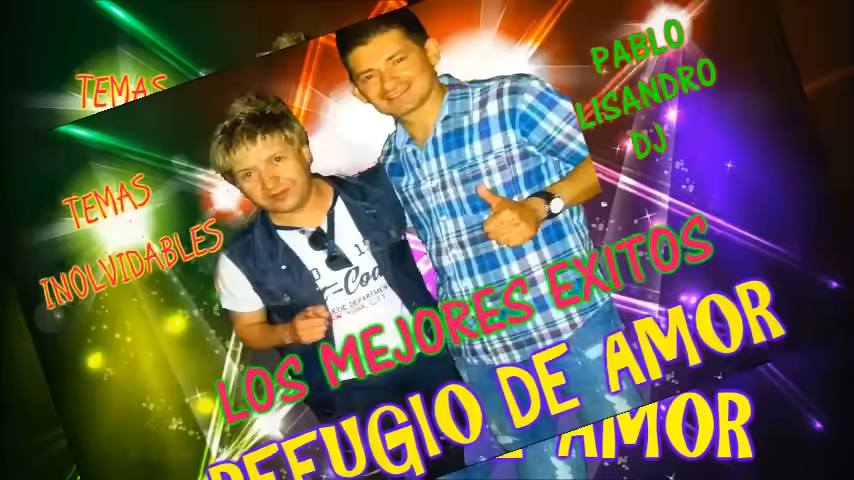 TEMAS
TEMAS
INOLVIDABLES
PABLO
LISANDRO
DJ
LOS MEJORES EXITOS
REFUGIO DE AMOR
AMOR